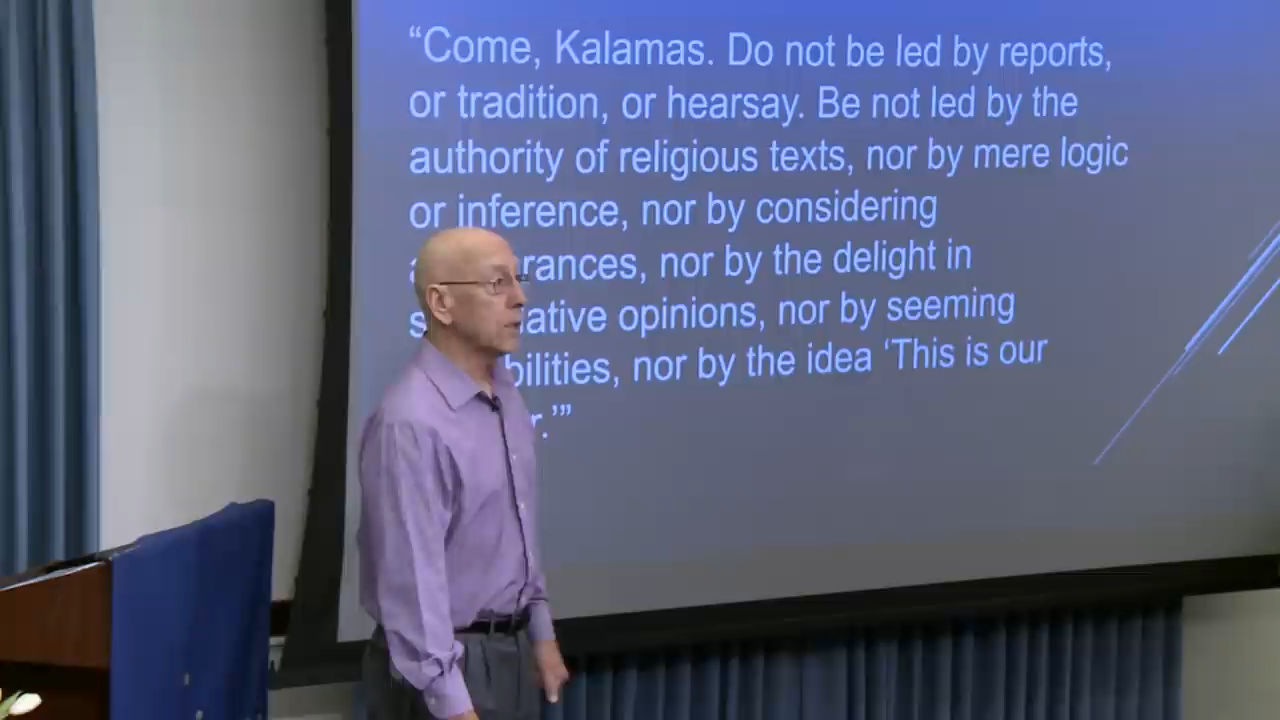 “Come, Kalamas. Do not be led by reports,
or tradition, or hearsay. Be not led by the
authority of religious texts, nor by mere logic
or inference, nor by considering
rances, nor by the delight in
ative opinions, nor by seeming
bilities, nor by the idea ‘This is our
r.’”